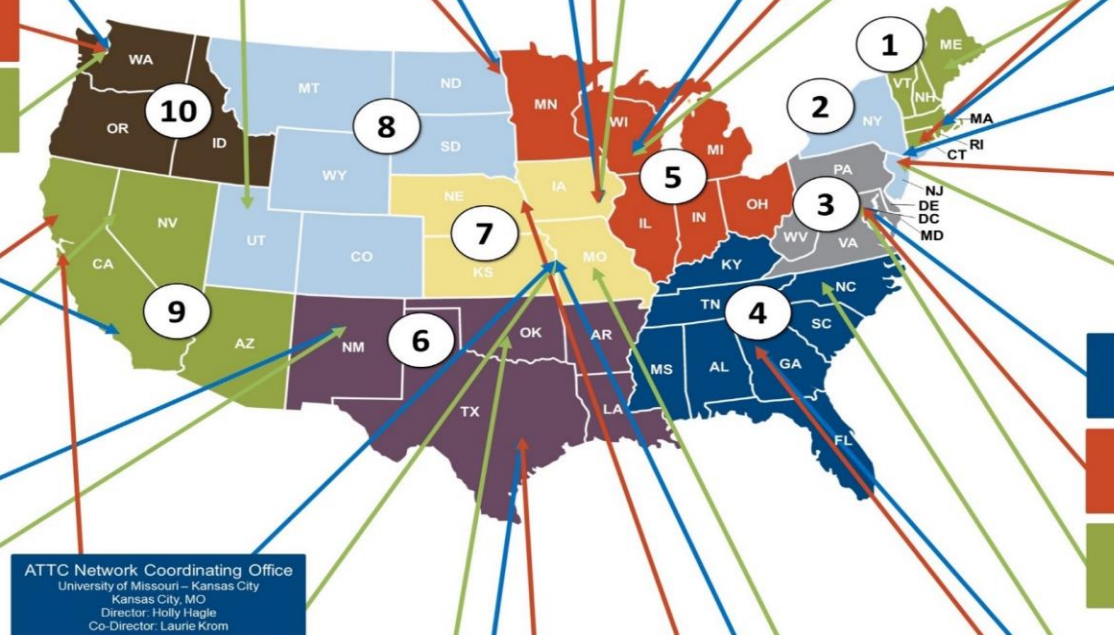 1
ME
VT
NH
2
NY
MA
RI
CT
NJ
DE
DC
MD
3
PA
WV
VA
10
WA
OR
ID
8
MT
ND
SD
WY
UT
CO
5
MN
WI
MI
IL
IN
OH
7
NE
IA
KS
MO
9
NV
CA
AZ
6
NM
OK
AR
TX
LA
4
KY
TN
NC
SC
MS
AL
GA
FL
ATTC Network Coordinating Office
University of Missouri – Kansas City
Kansas City, MO
Director: Holly Hagle
Co-Director: Laurie Krom